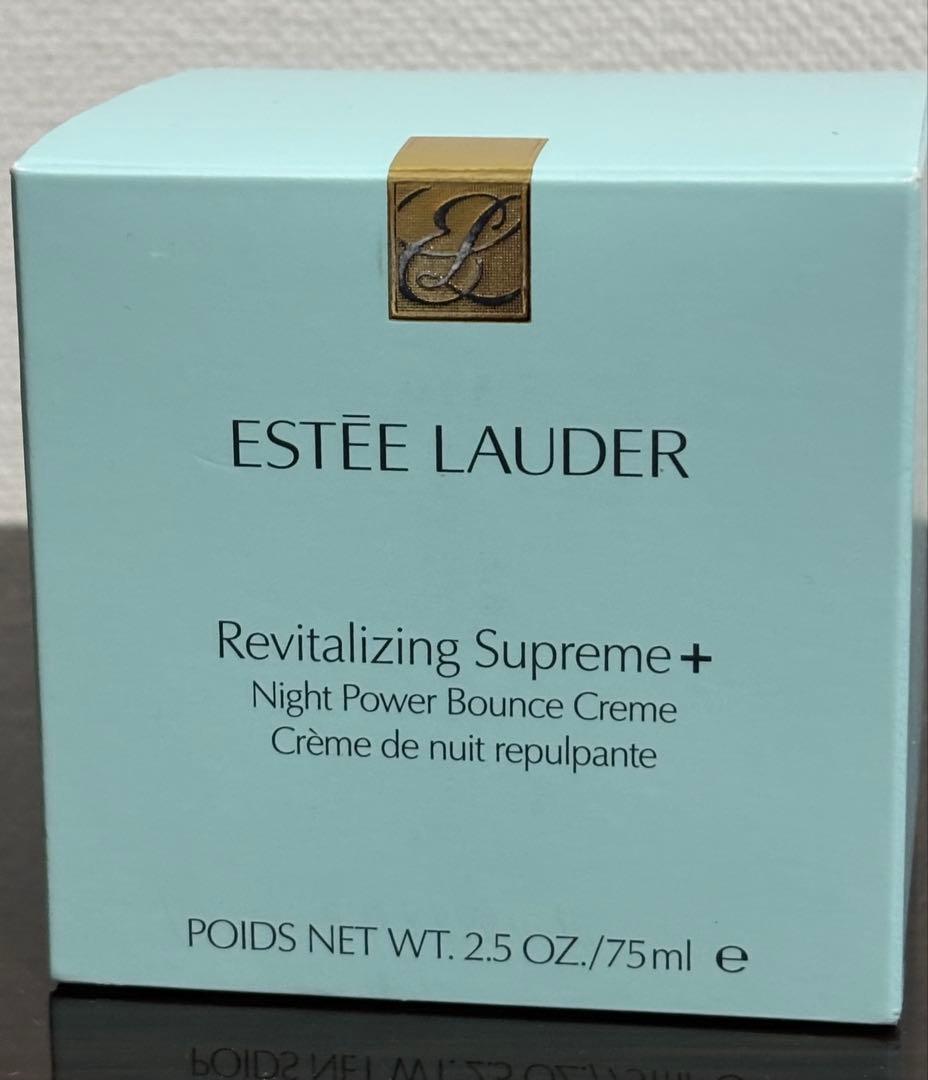 EL
ESTĒE LAUDER
Revitalizing Supreme+
Night Power Bounce Creme
Crème de nuit repulpante
POIDS NET WT. 2.5 OZ./75ml ℮